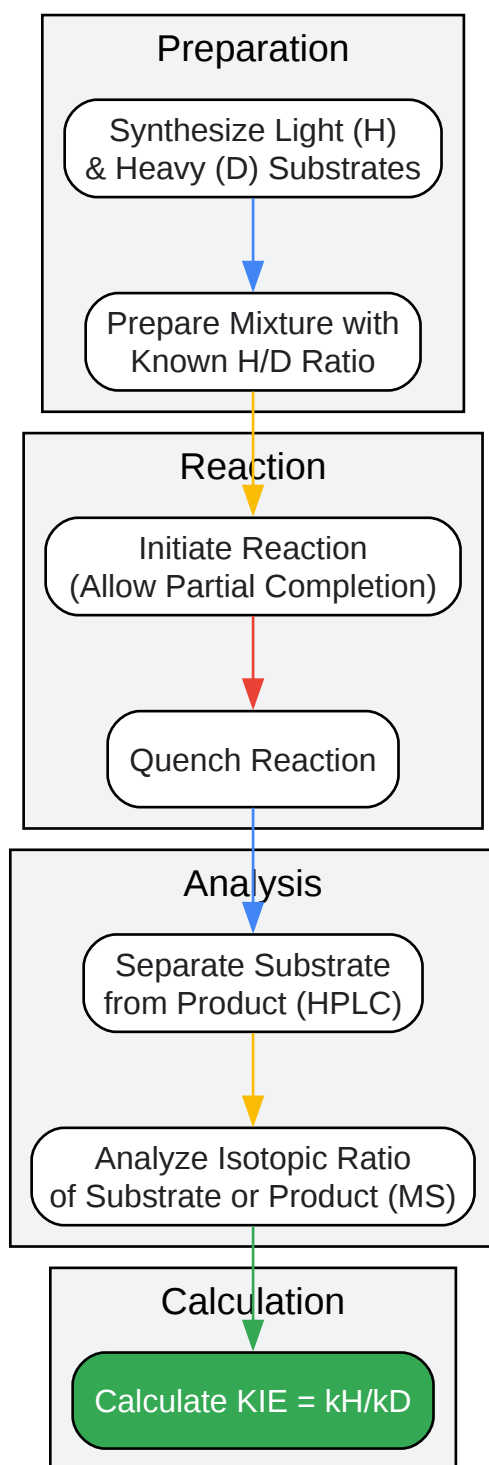 Preparation
Synthesize Light (H)
& Heavy (D) Substrates
Prepare Mixture with
Known H/D Ratio
Reaction
Initiate Reaction
(Allow Partial Completion)
Quench Reaction
Analysis
Separate Substrate
from Product (HPLC)
Analyze Isotopic Ratio
of Substrate or Product (MS)
Calculation
Calculate KIE = kH/kD